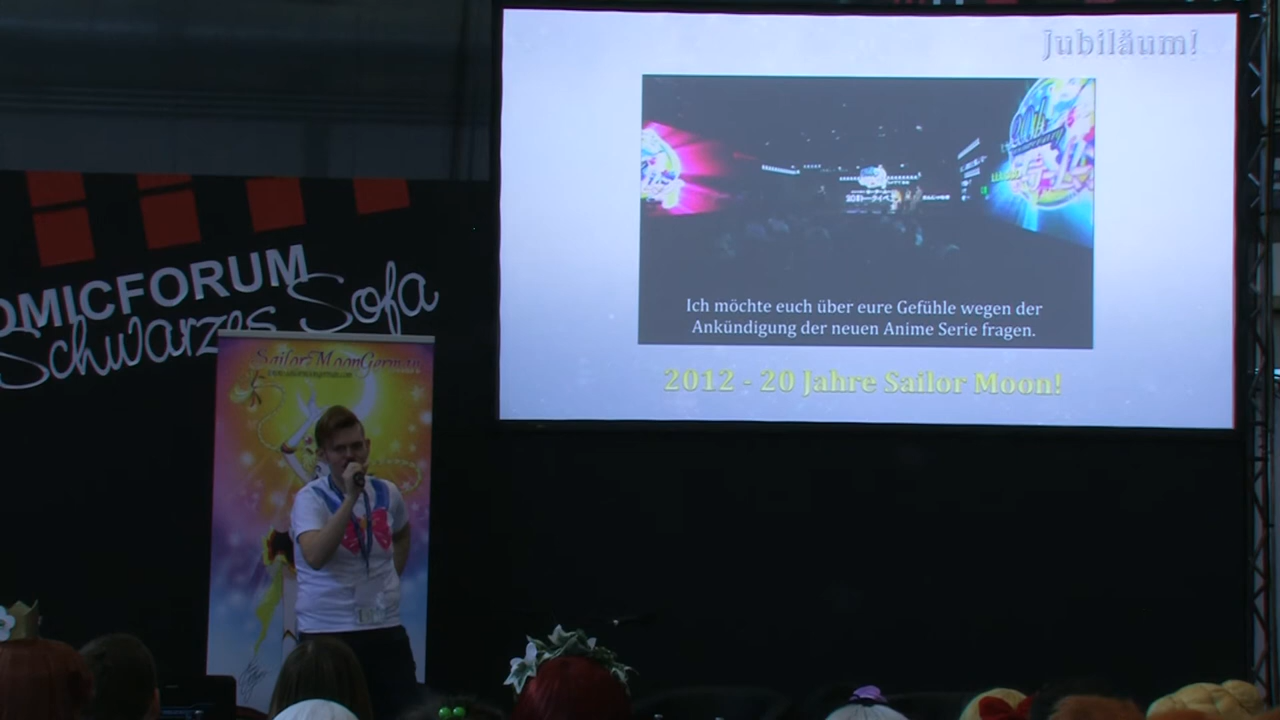 Jubiläum!
20th
Ich möchte euch über eure Gefühle wegen der
Ankündigung der neuen Anime Serie fragen.
2012 - 20 Jahre Sailor Moon!
OMICFORUM
Schwarzes Sofa
SailorMoonGerman